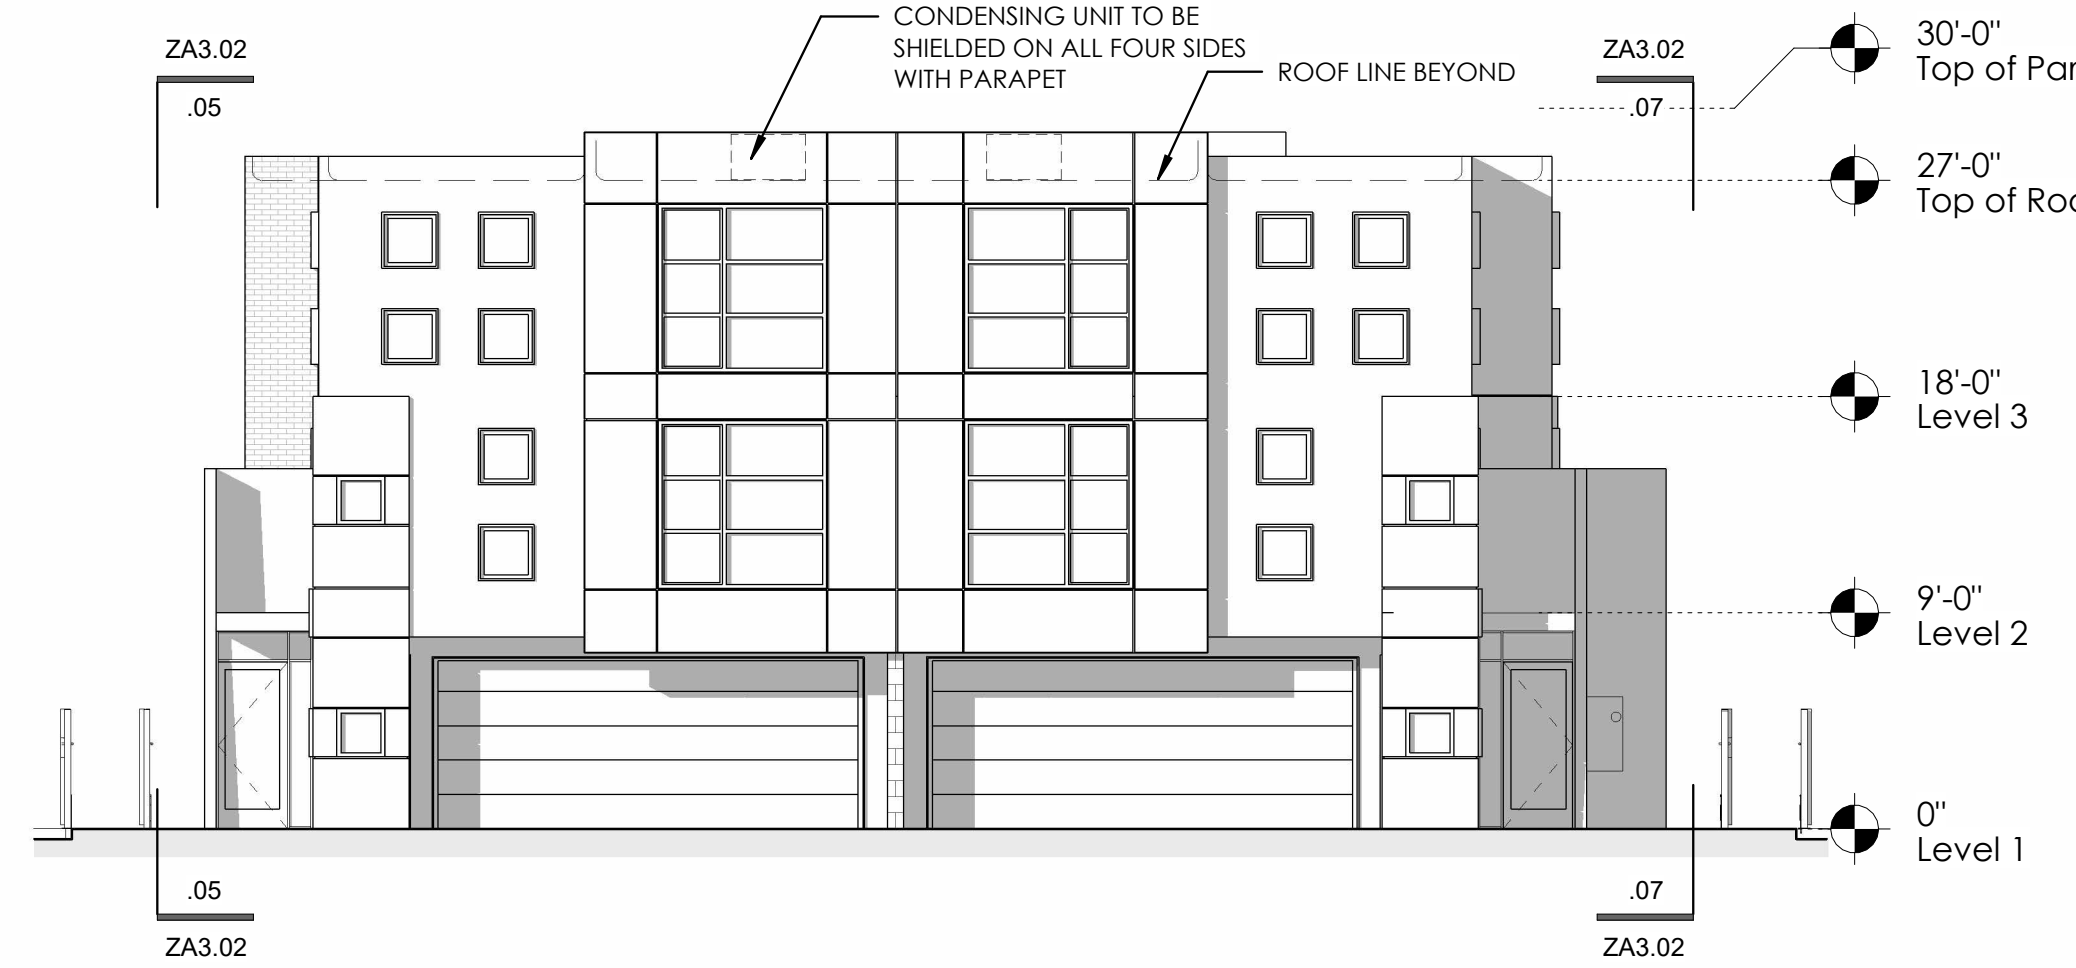 CONDENSING UNIT TO BE
SHIELDED ON ALL FOUR SIDES
WITH PARAPET
ROOF LINE BEYOND
ZA3.02
.05
ZA3.02
.07
30'-0"
Top of Par
27'-0"
Top of Roo
18'-0"
Level 3
9'-0"
Level 2
0"
Level 1
.05
ZA3.02
.07
ZA3.02